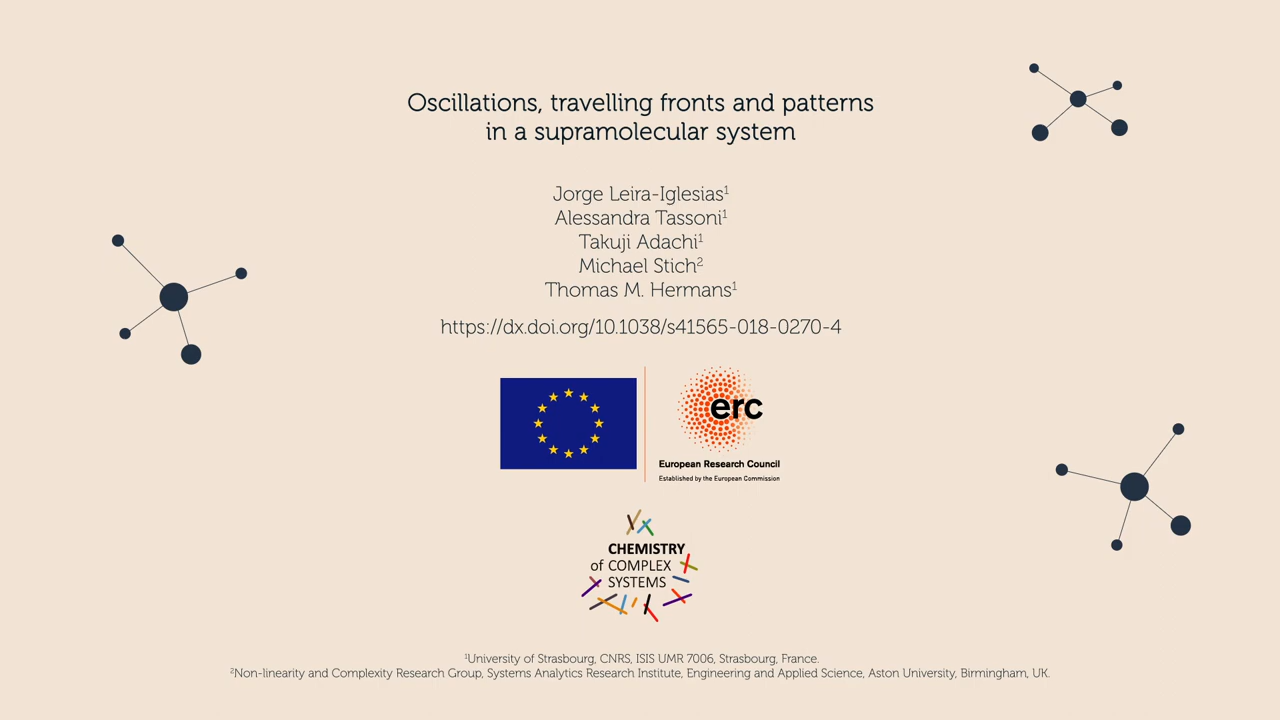 Oscillations, travelling fronts and patterns
in a supramolecular system
Jorge Leira-Iglesias¹
Alessandra Tassoni¹
Takuji Adachi¹
Michael Stich²
Thomas M. Hermans¹
https://dx.doi.org/10.1038/s41565-018-0270-4
erc
European Research Council
Established by the European Commission
CHEMISTRY
of COMPLEX
SYSTEMS
¹University of Strasbourg, CNRS, ISIS UMR 7006, Strasbourg, France.
²Non-linearity and Complexity Research Group, Systems Analytics Research Institute, Engineering and Applied Science, Aston University, Birmingham, UK.